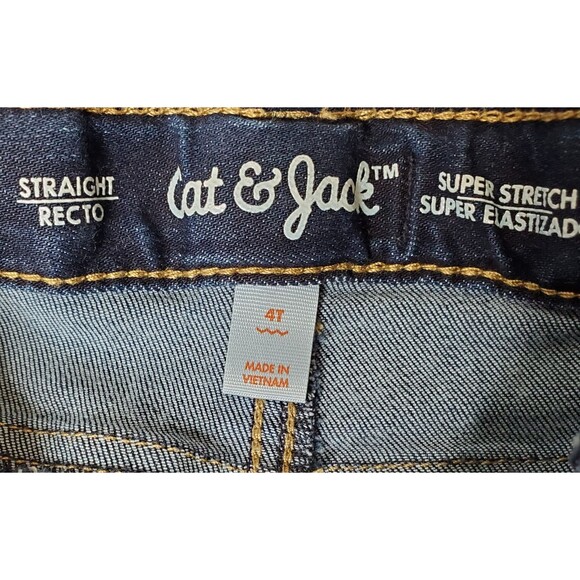 STRAIGHT
RECTO
Cat & Jack™
SUPER STRETCH
SUPER ELASTIZADO
4T
MADE IN
VIETNAM